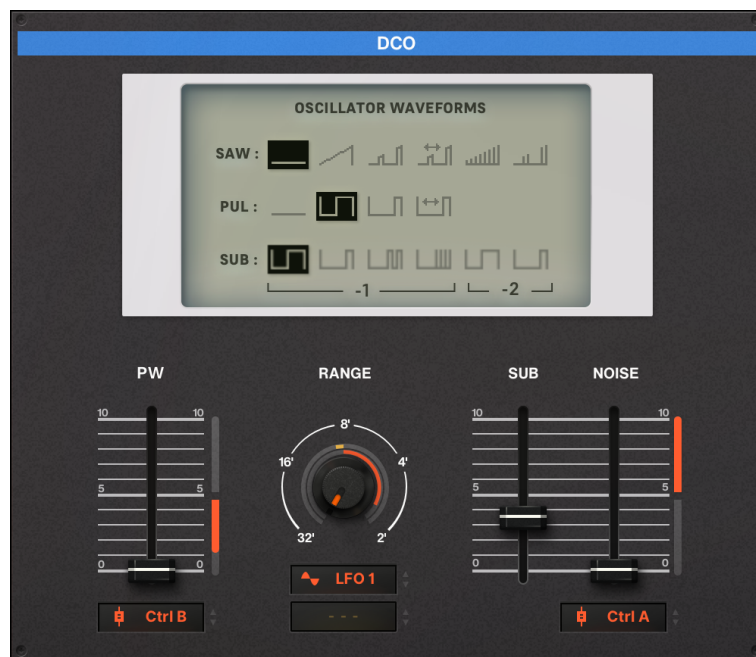 DCO
OSCILLATOR WAVEFORMS
SAW :
PUL :
SUB :
-1 -2
PW RANGE SUB NOISE
10 10 8' 10 10
16' 4'
5 5 5 5
32' 2'
0 0 0 0
LFO 1
Ctrl B - - - Ctrl A